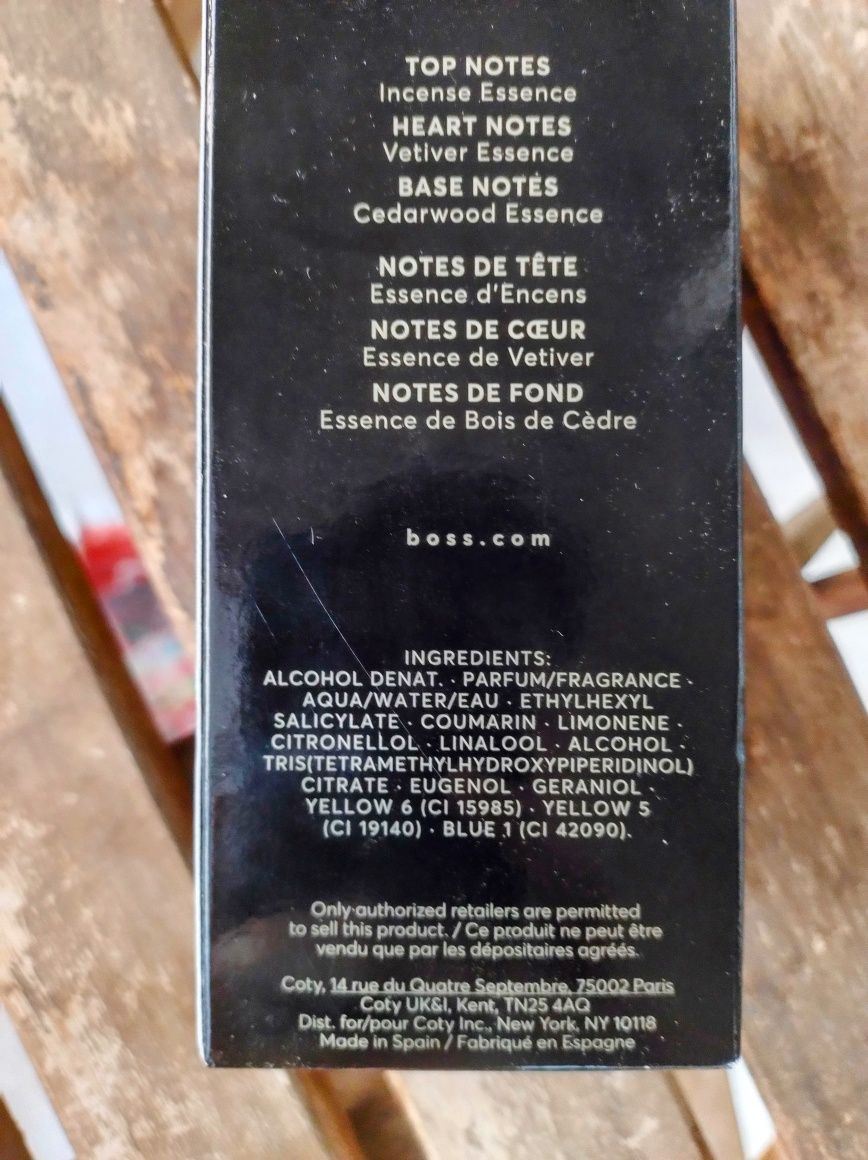 TOP NOTES
Incense Essence
HEART NOTES
Vetiver Essence
BASE NOTES
Cedarwood Essence
NOTES DE TÊTE
Essence d'Encens
NOTES DE CŒUR
Essence de Vetiver
NOTES DE FOND
Essence de Bois de Cèdre
boss.com
INGREDIENTS:
ALCOHOL DENAT. · PARFUM/FRAGRANCE ·
AQUA/WATER/EAU · ETHYLHEXYL
SALICYLATE · COUMARIN · LIMONENE ·
CITRONELLOL · LINALOOL · ALCOHOL ·
TRIS(TETRAMETHYLHYDROXYPIPERIDINOL)
CITRATE · EUGENOL · GERANIOL ·
YELLOW 6 (CI 15985) · YELLOW 5
(CI 19140) · BLUE 1 (CI 42090).
Only authorized retailers are permitted
to sell this product. / Ce produit ne peut être
vendu que par les dépositaires agréés.
Coty, 14 rue du Quatre Septembre, 75002 Paris
Coty UK&I, Kent, TN25 4AQ
Dist. for/pour Coty Inc., New York, NY 10118
Made in Spain / Fabriqué en Espagne